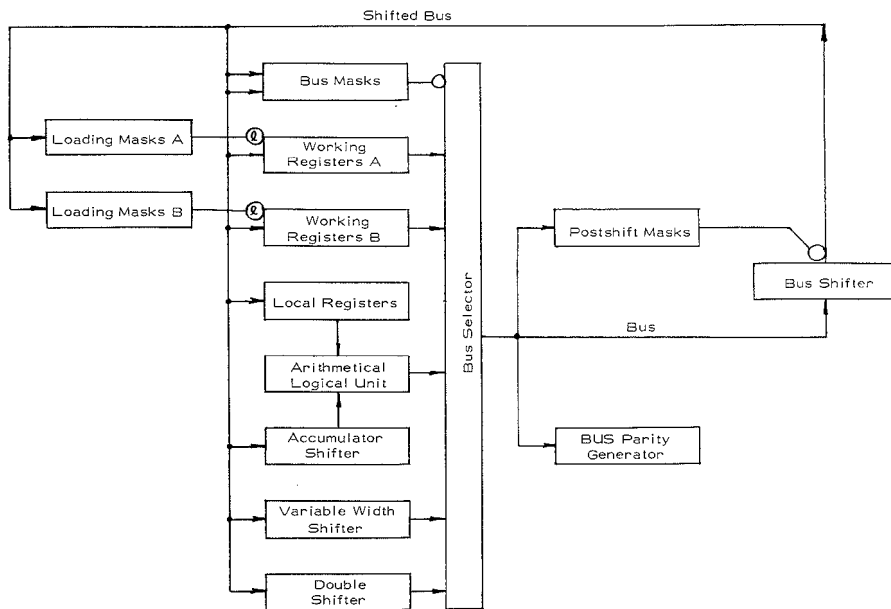 Shifted Bus
Bus Masks
Loading Masks A
ℓ
Working
Registers A
Loading Masks B
ℓ
Working
Registers B
Postshift Masks
Bus Shifter
Local Registers
Bus Selector
Bus
Arithmetical
Logical Unit
Accumulator
Shifter
BUS Parity
Generator
Variable Width
Shifter
Double
Shifter